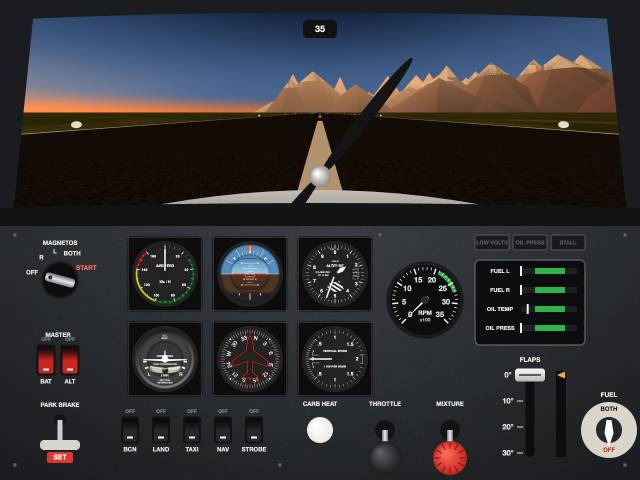 35
MAGNETOS
R L BOTH
OFF START
MASTER
OFF OFF
BAT ALT
PARK BRAKE
SET
OFF OFF OFF OFF OFF
BCN LAND TAXI NAV STROBE
RPM
x100
0 5 10 15 20 25 30 35
VERTICAL SPEED
CARB HEAT
THROTTLE
MIXTURE
LOW VOLTS OIL PRESS STALL
FUEL L
FUEL R
OIL TEMP
OIL PRESS
FLAPS
0°
10°
20°
30°
FUEL
BOTH
OFF